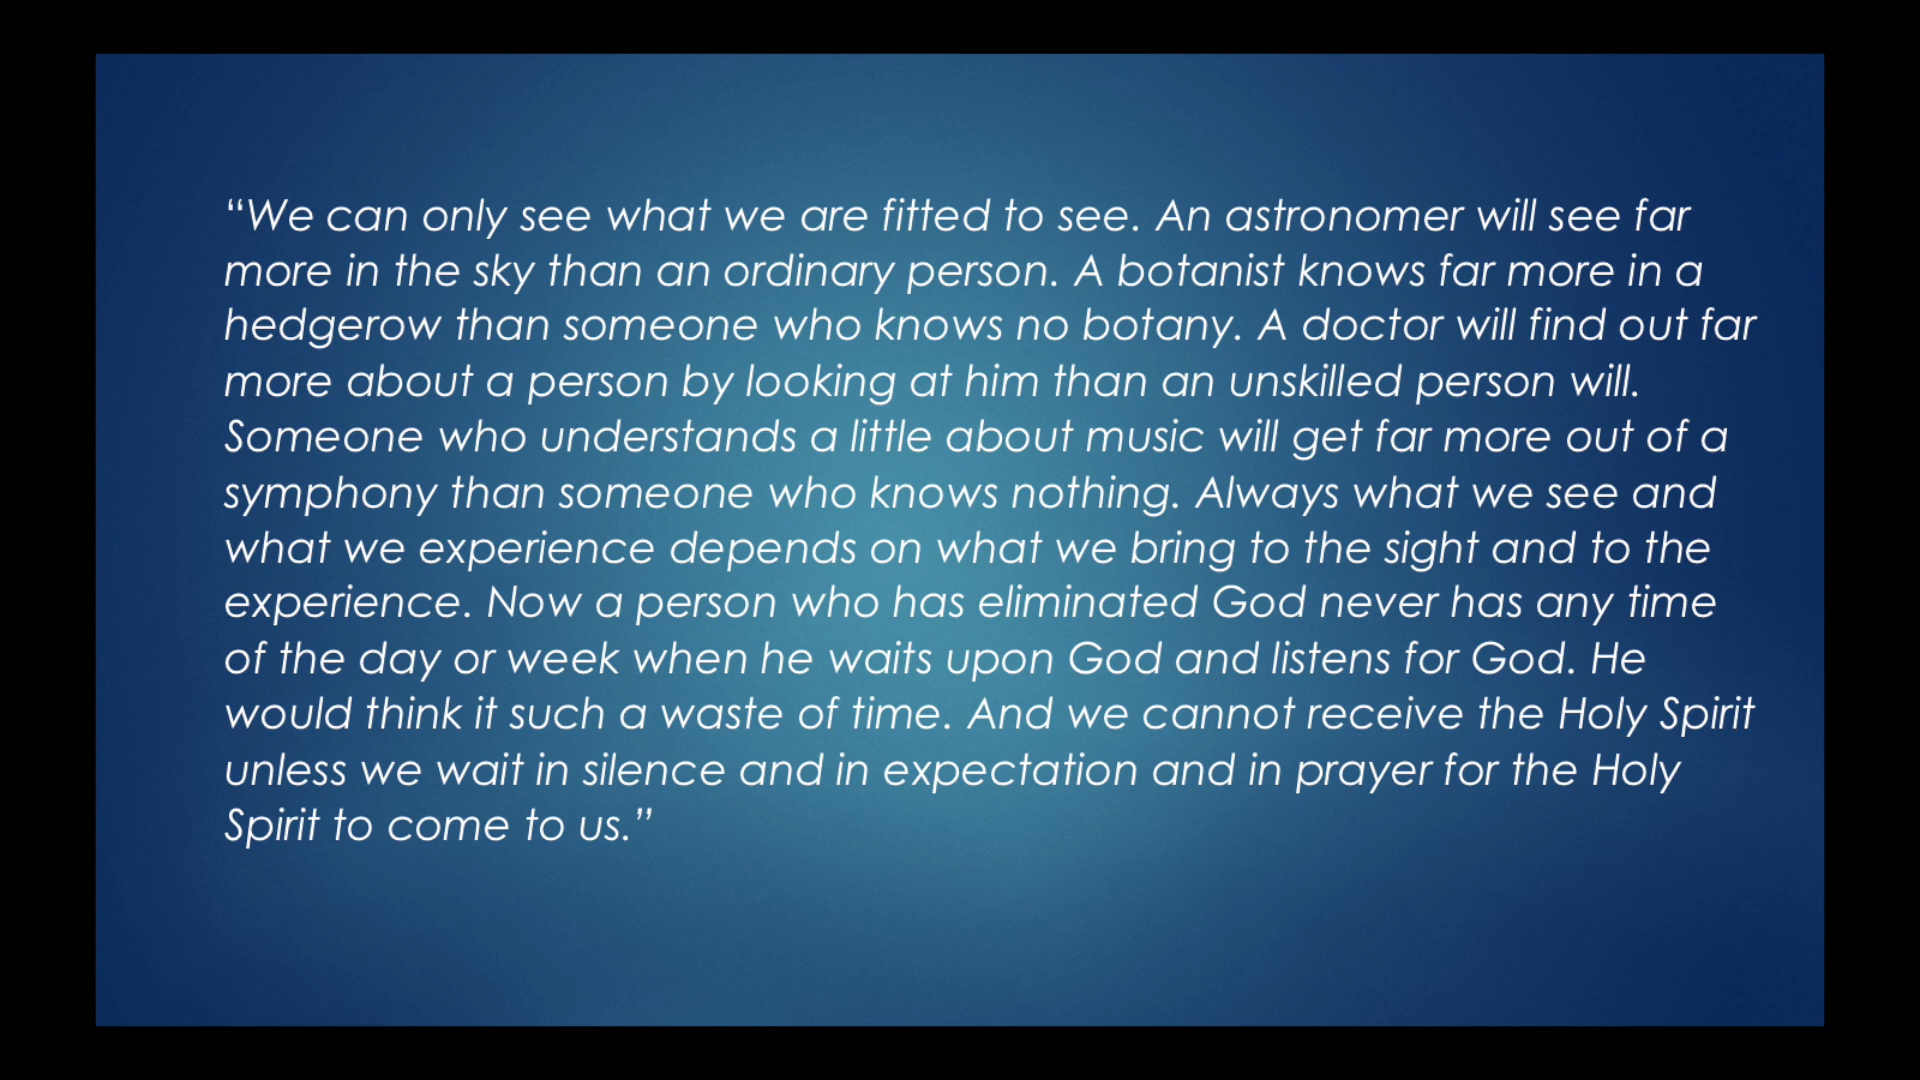 “We can only see what we are fitted to see. An astronomer will see far
more in the sky than an ordinary person. A botanist knows far more in a
hedgerow than someone who knows no botany. A doctor will find out far
more about a person by looking at him than an unskilled person will.
Someone who understands a little about music will get far more out of a
symphony than someone who knows nothing. Always what we see and
what we experience depends on what we bring to the sight and to the
experience. Now a person who has eliminated God never has any time
of the day or week when he waits upon God and listens for God. He
would think it such a waste of time. And we cannot receive the Holy Spirit
unless we wait in silence and in expectation and in prayer for the Holy
Spirit to come to us.”